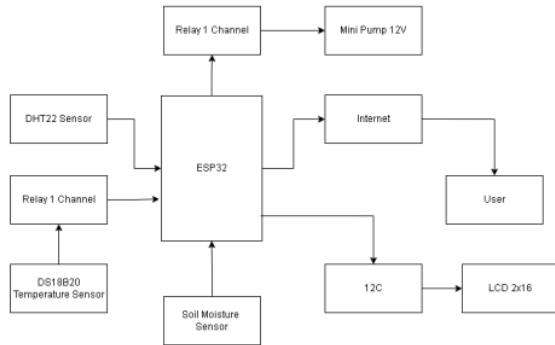 Relay 1 Channel
Mini Pump 12V
DHT22 Sensor
ESP32
Internet
Relay 1 Channel
User
DS18B20
Temperature Sensor
12C
LCD 2x16
Soil Moisture
Sensor